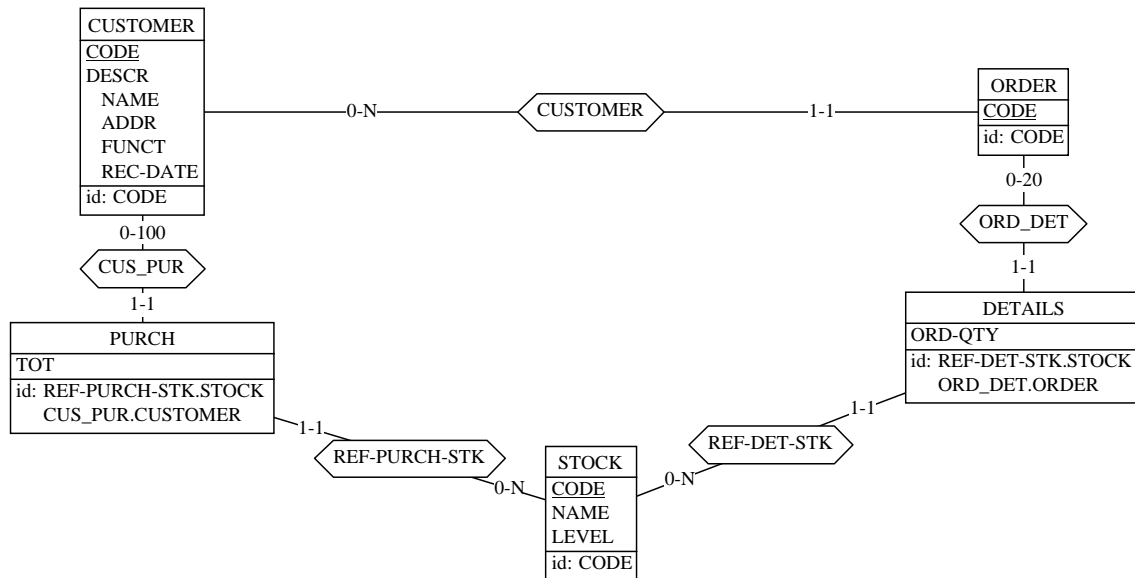 CUSTOMER
CODE
DESCR
NAME
ADDR
FUNCT
REC-DATE
id: CODE
0-N
CUSTOMER
1-1
ORDER
CODE
id: CODE
0-100
CUS_PUR
1-1
0-20
ORD_DET
1-1
PURCH
TOT
id: REF-PURCH-STK.STOCK
CUS_PUR.CUSTOMER
DETAILS
ORD-QTY
id: REF-DET-STK.STOCK
ORD_DET.ORDER
1-1
REF-PURCH-STK
0-N
1-1
REF-DET-STK
0-N
STOCK
CODE
NAME
LEVEL
id: CODE